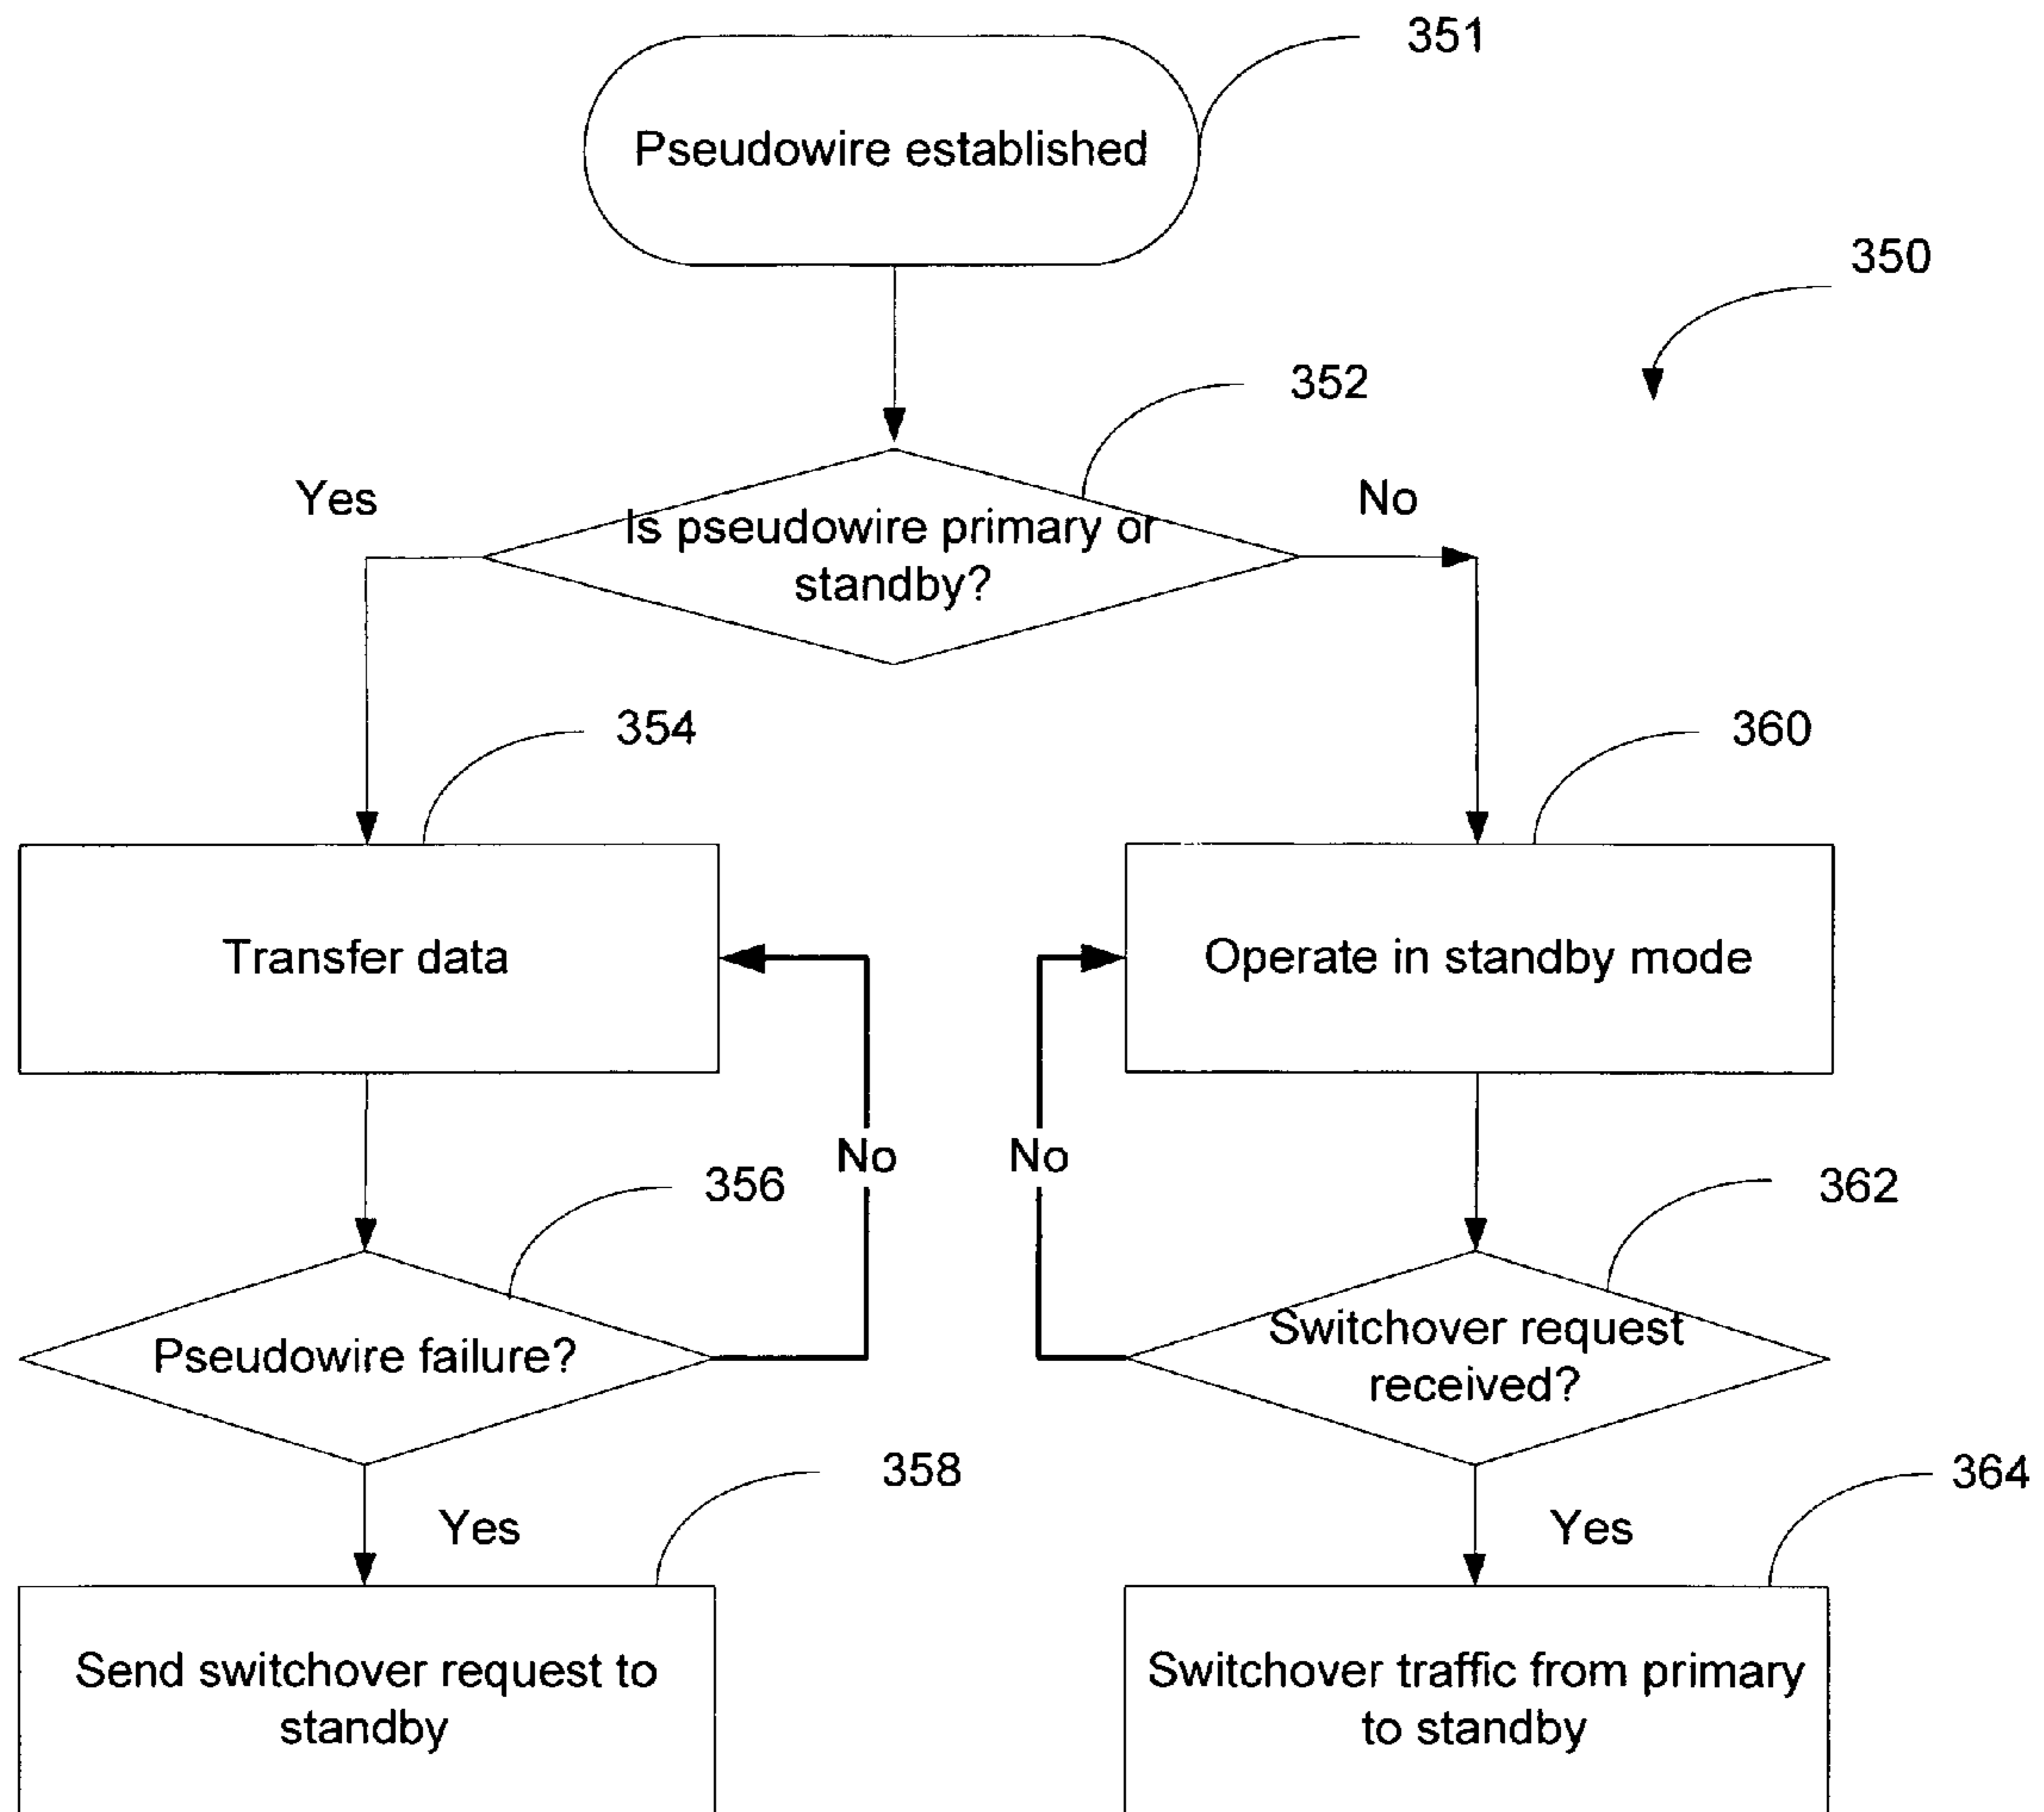 351
Pseudowire established
350
352
Yes
No
Is pseudowire primary or
standby?
354
360
Transfer data
Operate in standby mode
No
No
356
362
Pseudowire failure?
Switchover request
received?
358
364
Yes
Yes
Send switchover request to
standby
Switchover traffic from primary
to standby